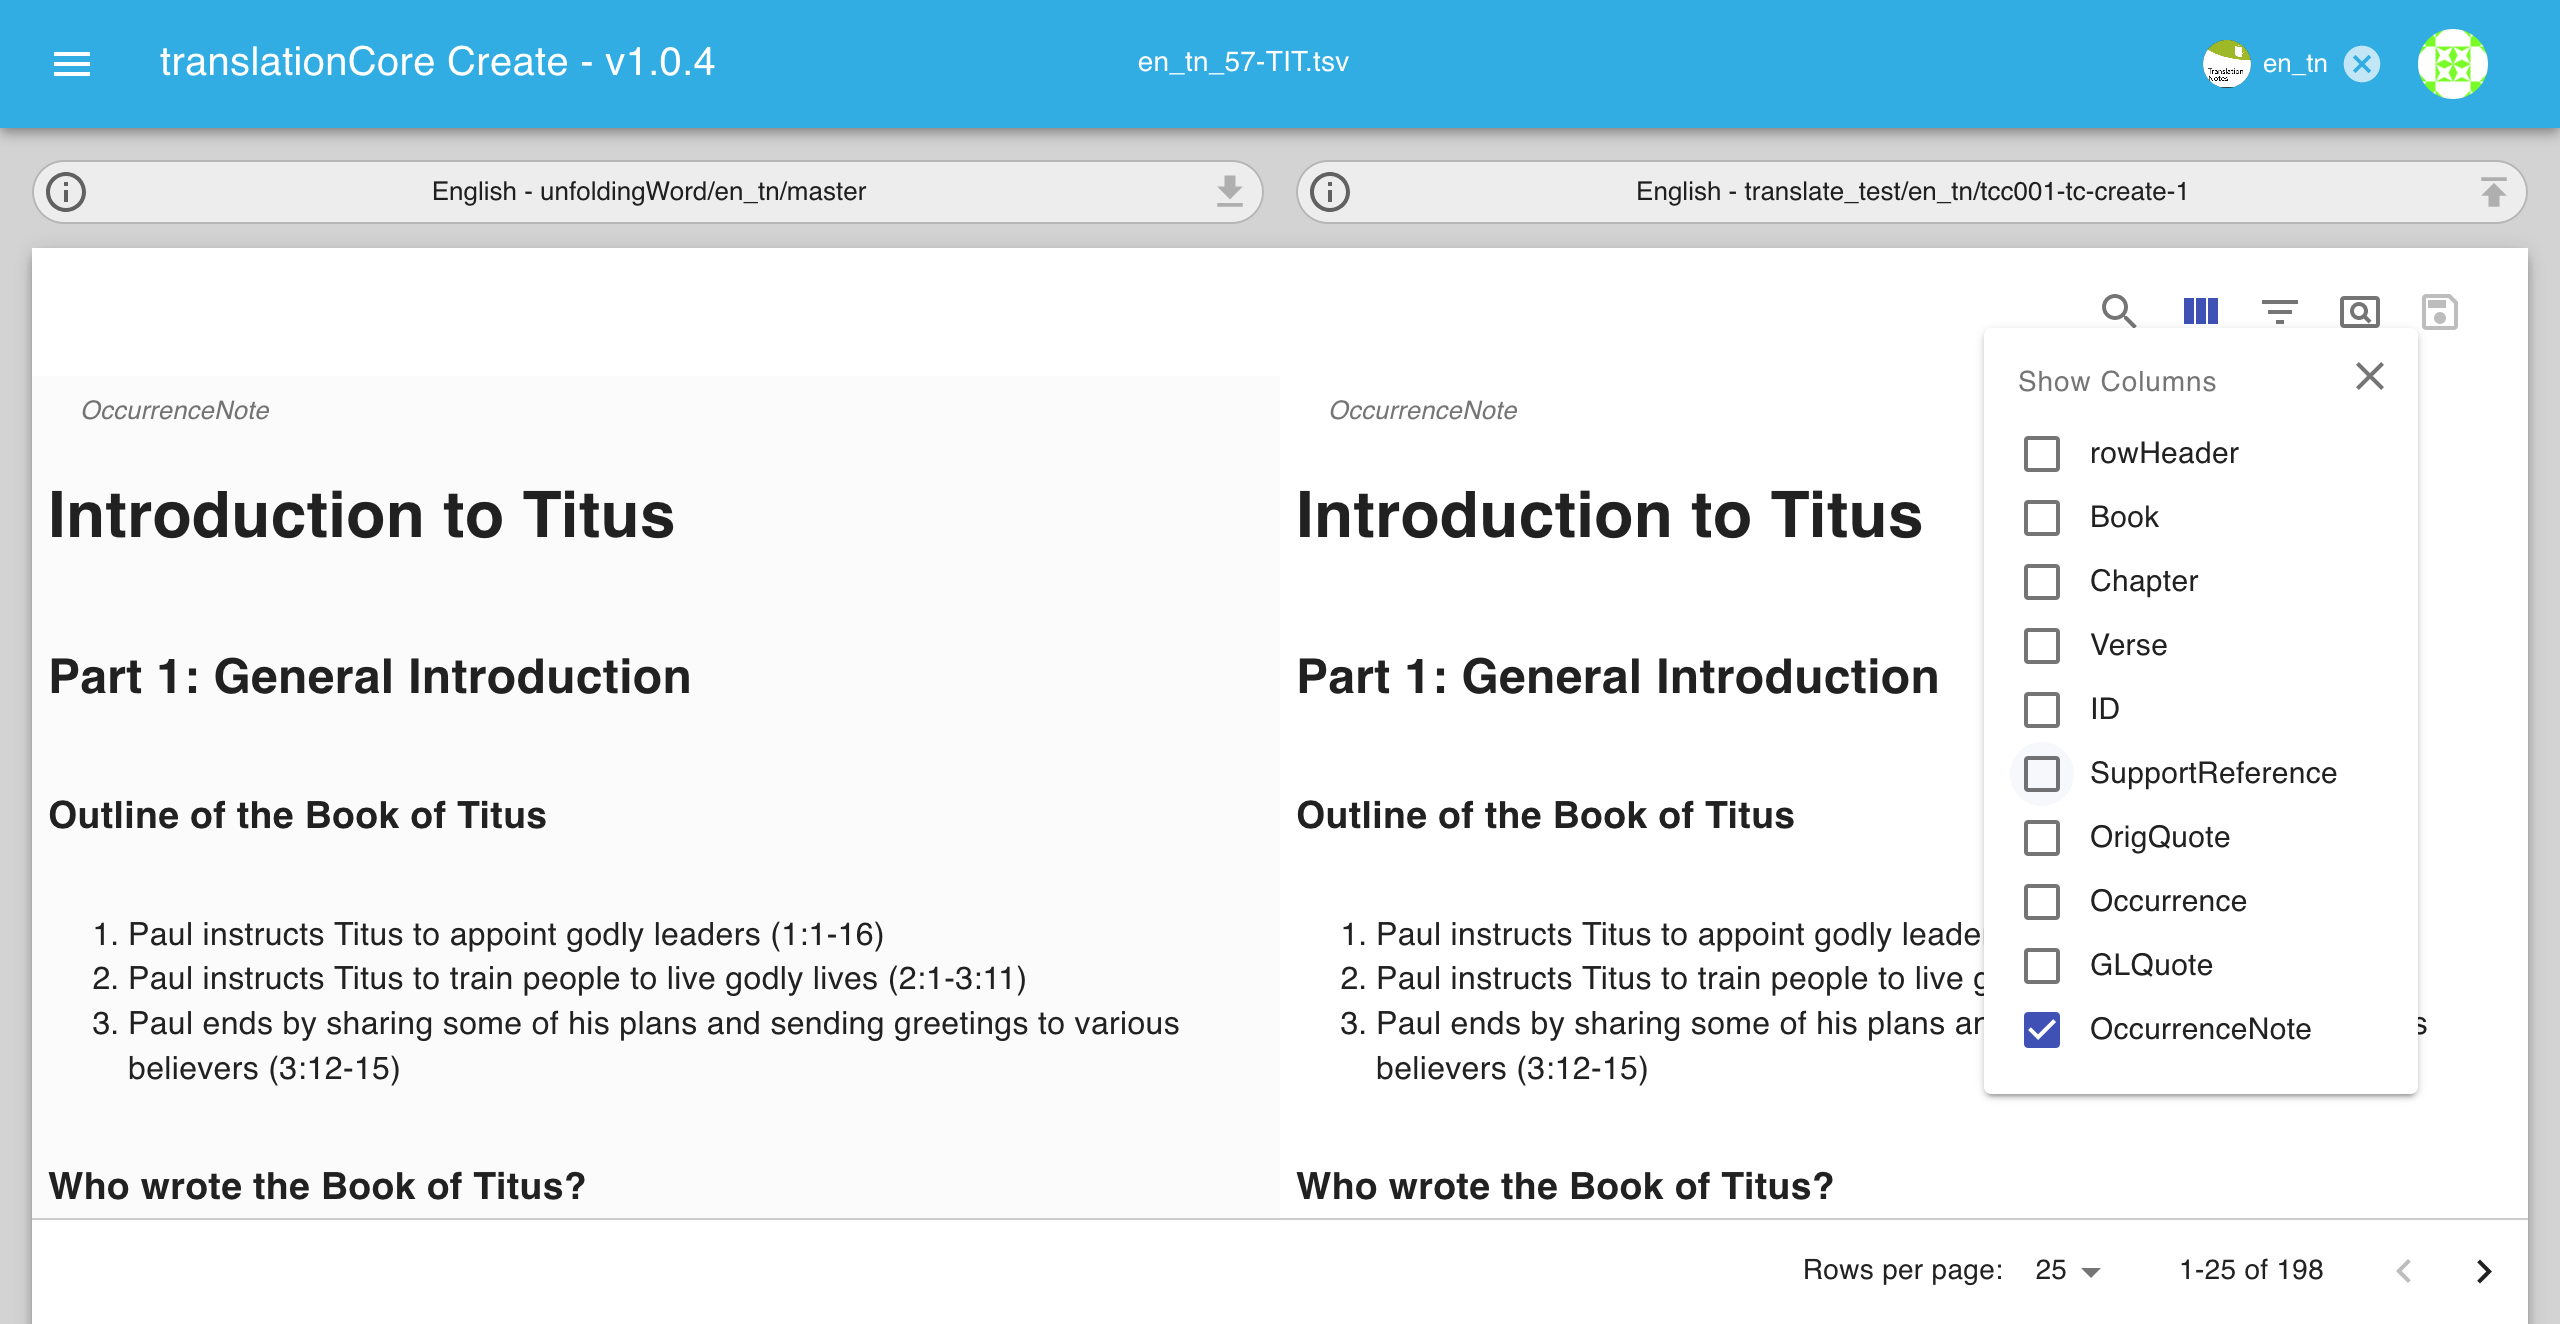 translationCore Create - v1.0.4
en_tn_57-TIT.tsv
Translation
Notes
en_tn
English - unfoldingWord/en_tn/master
English - translate_test/en_tn/tcc001-tc-create-1
OccurrenceNote
Introduction to Titus
Part 1: General Introduction
Outline of the Book of Titus
1. Paul instructs Titus to appoint godly leaders (1:1-16)
2. Paul instructs Titus to train people to live godly lives (2:1-3:11)
3. Paul ends by sharing some of his plans and sending greetings to various
believers (3:12-15)
Who wrote the Book of Titus?
OccurrenceNote
Introduction to Titus
Part 1: General Introduction
Outline of the Book of Titus
1. Paul instructs Titus to appoint godly leade
2. Paul instructs Titus to train people to live g
3. Paul ends by sharing some of his plans an s
believers (3:12-15)
Who wrote the Book of Titus?
Show Columns
rowHeader
Book
Chapter
Verse
ID
SupportReference
OrigQuote
Occurrence
GLQuote
OccurrenceNote
Rows per page: 25 1-25 of 198